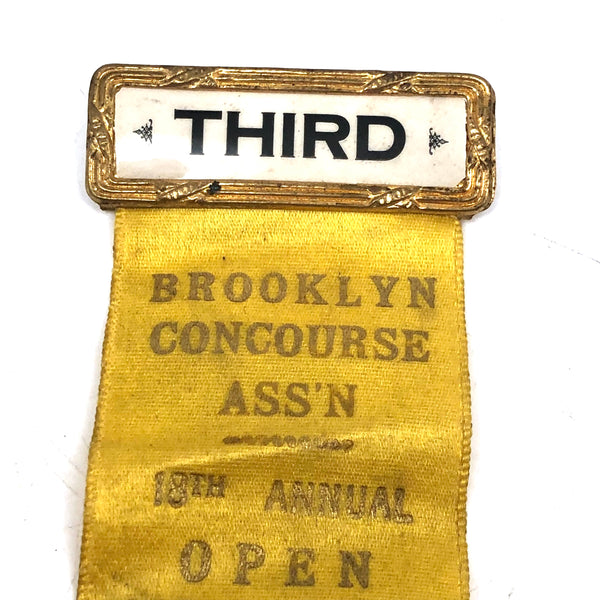 THIRD
BROOKLYN
CONCOURSE
ASS'N
18TH ANNUAL
OPEN